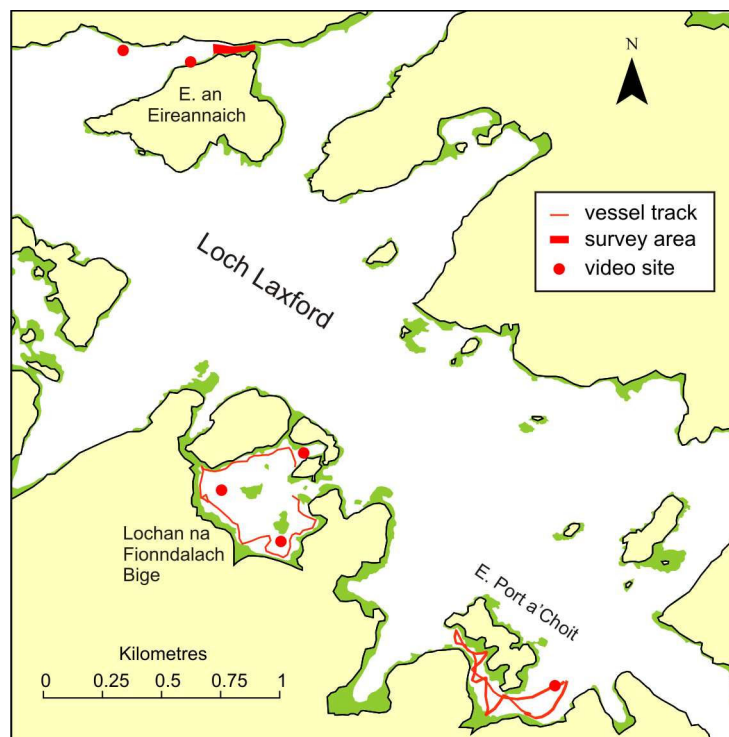 E. an
Eireannaich
N
vessel track
survey area
video site
Loch Laxford
Lochan na
Fionndalach
Bige
E. Port a'Choit
Kilometres
0 0.25 0.5 0.75 1